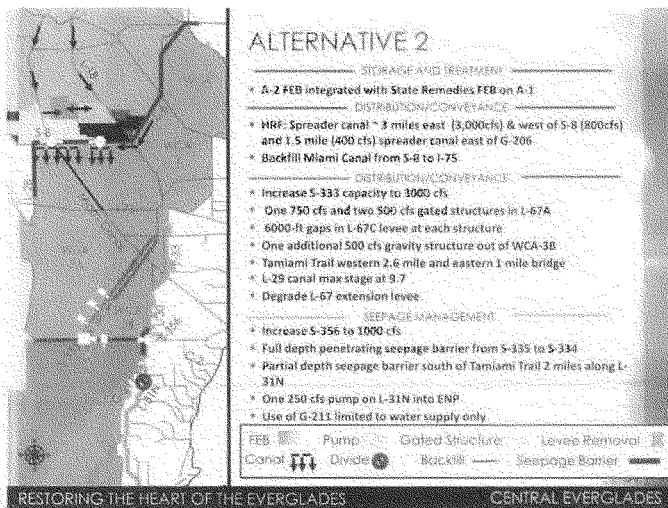 ALTERNATIVE 2
STORAGE AND TREATMENT
* A-2 FEB integrated with State Remedies FEB on A-1
DISTRIBUTION/CONVEYANCE
* HRF: Spreader canal ~ 3 miles east (3,000cfs) & west of S-8 (800cfs)
and 1.5 mile (400 cfs) spreader canal east of G-206
* Backfill Miami Canal from S-8 to I-75
DISTRIBUTION/CONVEYANCE
* Increase S-333 capacity to 3000 cfs
* One 750 cfs and two 500 cfs gated structures in L-67A
* 6000-ft gaps in L-67C levee at each structure
* One additional 500 cfs gravity structure out of WCA-3B
* Tamiami Trail western 2.6 mile and eastern 1 mile bridge
* L-29 canal max stage at 9.7
* Degrade L-67 extension levee
SEEPAGE MANAGEMENT
* Increase S-356 to 1000 cfs
* Full depth penetrating seepage barrier from S-335 to S-334
* Partial depth seepage barrier south of Tamiami Trail 2 miles along L-
31N
* One 250 cfs pump on L-31N into ENP
* Use of G-211 limited to water supply only
FEB Pump Gated Structure Levee Removal
Canal Divide Backfill Seepage Barrier
S-8
RESTORING THE HEART OF THE EVERGLADES CENTRAL EVERGLADES